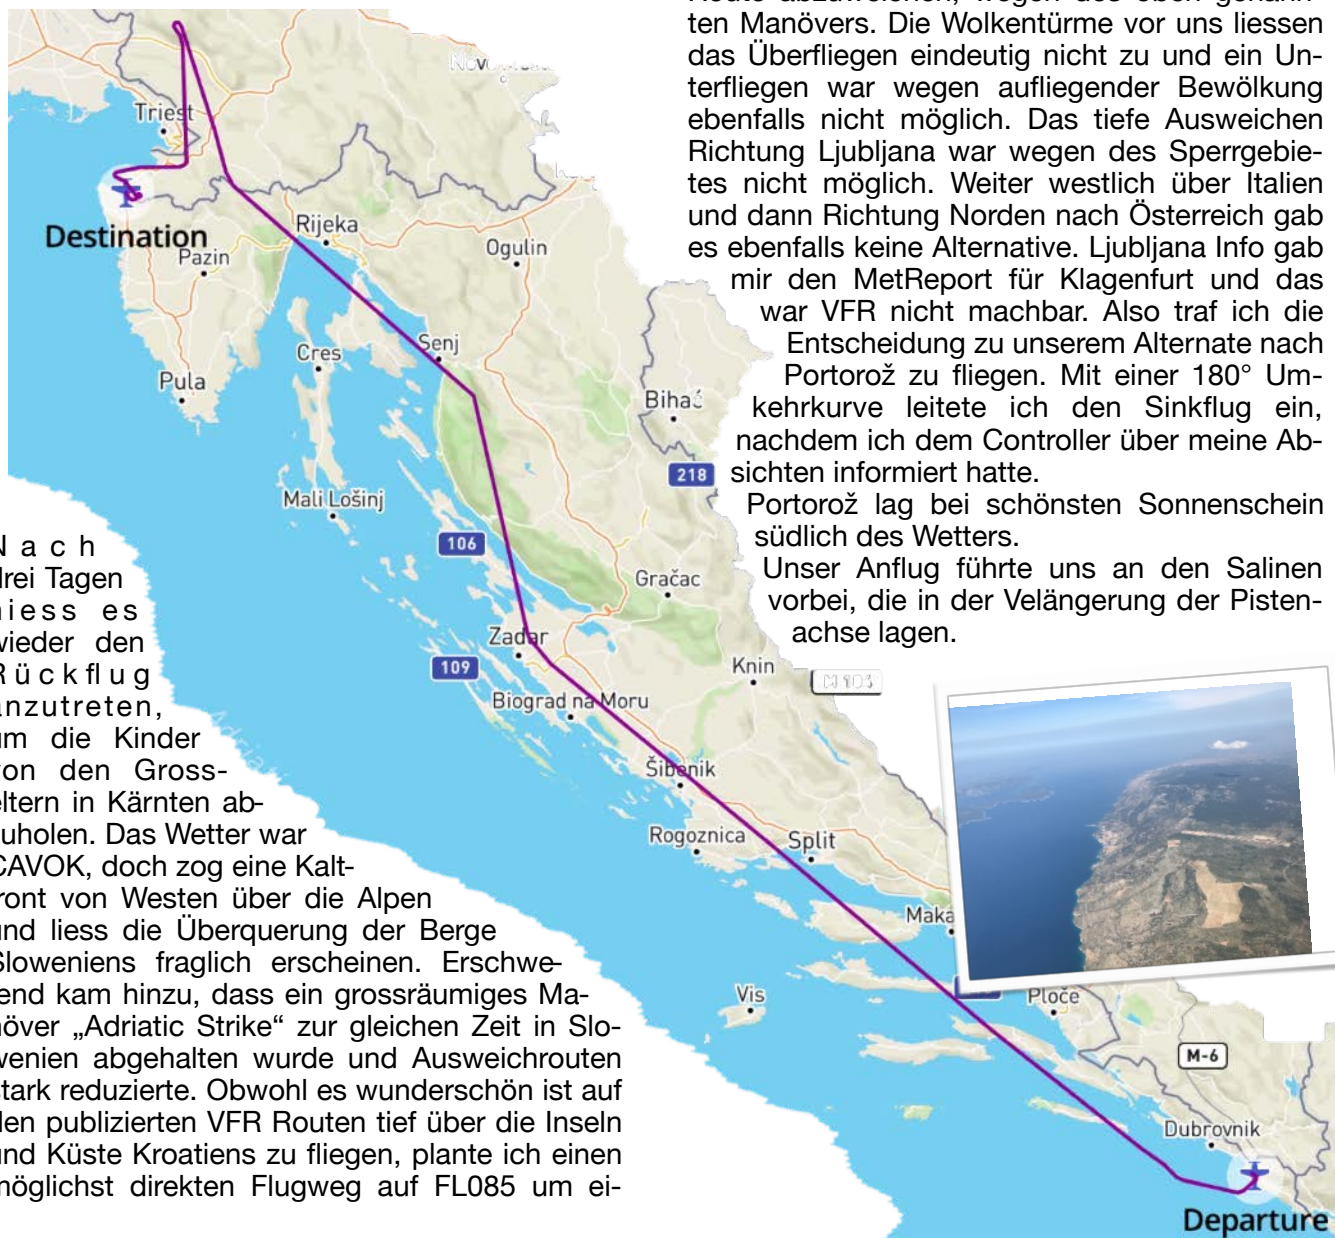 ten Manövers. Die Wolkentürme vor uns liessen
das Überfliegen eindeutig nicht zu und ein Un-
terfliegen war wegen aufliegender Bewölkung
ebenfalls nicht möglich. Das tiefe Ausweichen
Richtung Ljubljana war wegen des Sperrgebie-
tes nicht möglich. Weiter westlich über Italien
und dann Richtung Norden nach Österreich gab
es ebenfalls keine Alternative. Ljubljana Info gab
mir den MetReport für Klagenfurt und das
war VFR nicht machbar. Also traf ich die
Entscheidung zu unserem Alternate nach
Portorož zu fliegen. Mit einer 180° Um-
kehrkurve leitete ich den Sinkflug ein,
nachdem ich dem Controller über meine Ab-
sichten informiert hatte.
Portorož lag bei schönsten Sonnenschein
südlich des Wetters.
Unser Anflug führte uns an den Salinen
vorbei, die in der Velängerung der Pisten-
achse lagen.
Nach
drei Tagen
hiess es
wieder den
Rückflug
anzutreten,
um die Kinder
von den Gross-
eltern in Kärnten ab-
zuholen. Das Wetter war
CAVOK, doch zog eine Kalt-
front von Westen über die Alpen
und liess die Überquerung der Berge
Sloweniens fraglich erscheinen. Erschwe-
rend kam hinzu, dass ein grossräumiges Ma-
növer „Adriatic Strike“ zur gleichen Zeit in Slo-
wenien abgehalten wurde und Ausweichrouten
stark reduzierte. Obwohl es wunderschön ist auf
den publizierten VFR Routen tief über die Inseln
und Küste Kroatiens zu fliegen, plante ich einen
möglichst direkten Flugweg auf FL085 um ei-
Triest
Destination
Pazin
Rijeka
Ogulin
Cres
Senj
Pula
Bihać
218
Mali Lošinj
106
Gračac
Zadar
109
Knin
Biograd na Moru
Šibenik
Rogoznica
Split
Vis
Ploče
M-6
Dubrovnik
Departure